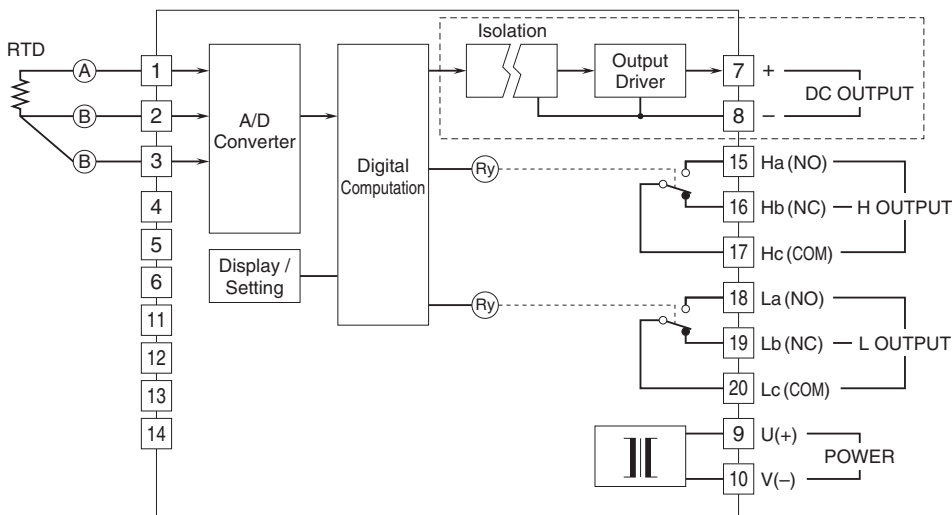 RTD
A
B
B
1
2
3
4
5
6
11
12
13
14
A/D
Converter
Display /
Setting
Digital
Computation
Isolation
Output
Driver
Ry
Ry
7 +
8 –
DC OUTPUT
15 Ha (NO)
16 Hb (NC)
H OUTPUT
17 Hc (COM)
18 La (NO)
19 Lb (NC)
L OUTPUT
20 Lc (COM)
9 U(+)
POWER
10 V(–)